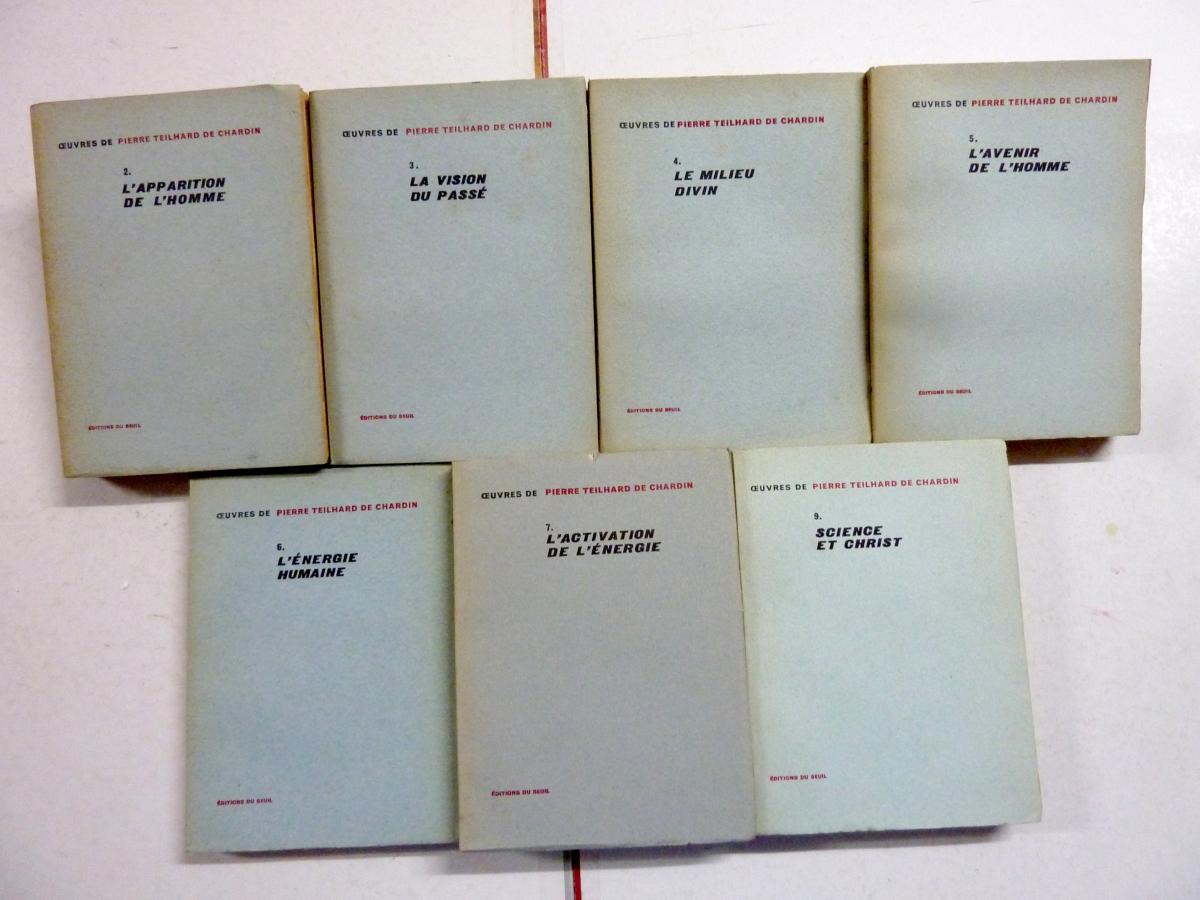 ŒUVRES DE PIERRE TEILHARD DE CHARDIN
2.
L'APPARITION
DE L'HOMME
ÉDITIONS DU SEUIL
ŒUVRES DE PIERRE TEILHARD DE CHARDIN
3.
LA VISION
DU PASSÉ
ÉDITIONS DU SEUIL
ŒUVRES DE PIERRE TEILHARD DE CHARDIN
4.
LE MILIEU
DIVIN
ÉDITIONS DU SEUIL
ŒUVRES DE PIERRE TEILHARD DE CHARDIN
5.
L'AVENIR
DE L'HOMME
ÉDITIONS DU SEUIL
ŒUVRES DE PIERRE TEILHARD DE CHARDIN
6.
L'ÉNERGIE
HUMAINE
ÉDITIONS DU SEUIL
ŒUVRES DE PIERRE TEILHARD DE CHARDIN
7.
L'ACTIVATION
DE L'ÉNERGIE
ÉDITIONS DU SEUIL
ŒUVRES DE PIERRE TEILHARD DE CHARDIN
9.
SCIENCE
ET CHRIST
ÉDITIONS DU SEUIL